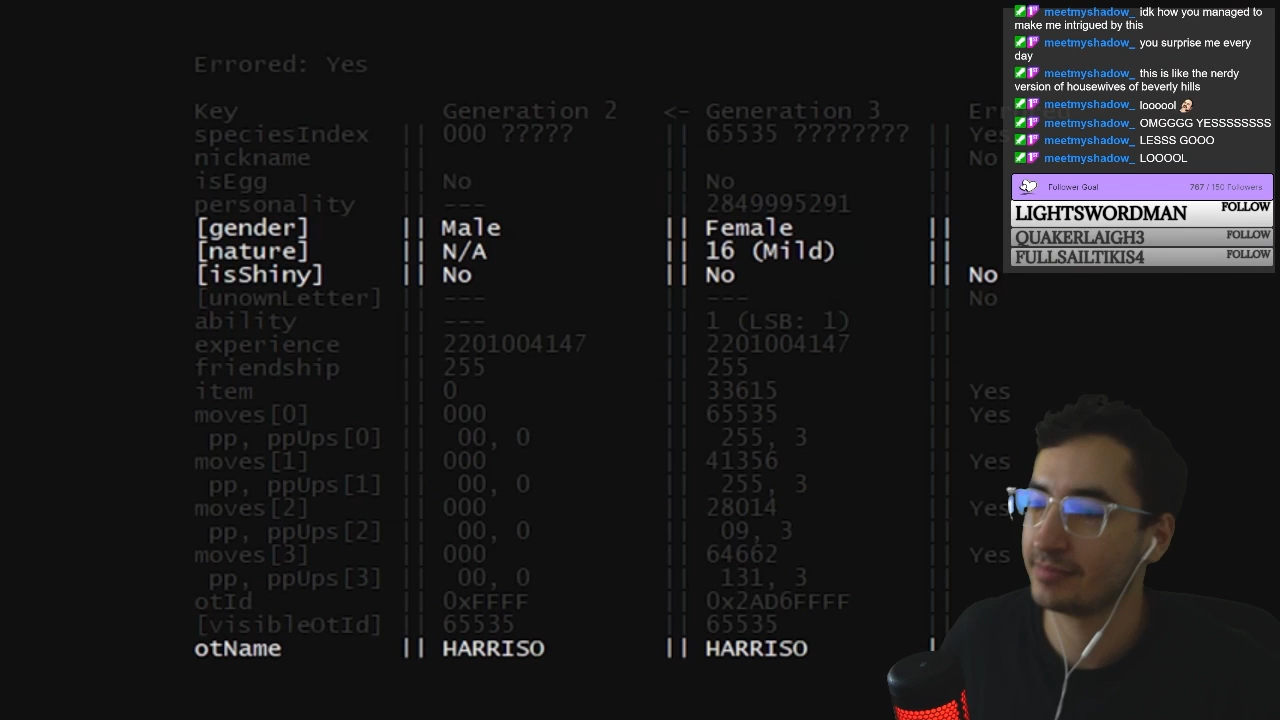 Errored: Yes
Key Generation 2 <- Generation 3 Er
speciesIndex || 000 ????? || 65535 ???????? || Yes
nickname || || || No
isEgg || No || No ||
personality || --- || 2849995291 ||
[gender] || Male || Female ||
[nature] || N/A || 16 (Mild) ||
[isShiny] || No || No || No
[unownLetter] || --- || --- || No
ability || --- || 1 (LSB: 1) ||
experience || 2201004147 || 2201004147 ||
friendship || 255 || 255 ||
item || 0 || 33615 || Yes
moves[0] || 000 || 65535 || Yes
pp, ppUps[0] || 00, 0 || 255, 3 ||
moves[1] || 000 || 41356 || Yes
pp, ppUps[1] || 00, 0 || 255, 3 ||
moves[2] || 000 || 28014 || Yes
pp, ppUps[2] || 00, 0 || 09, 3 ||
moves[3] || 000 || 64662 || Yes
pp, ppUps[3] || 00, 0 || 131, 3 ||
otId || 0xFFFF || 0x2AD6FFFF ||
[visibleOtId] || 65535 || 65535 ||
otName || HARRISO || HARRISO ||
meetmyshadow_ idk how you managed to
make me intrigued by this
meetmyshadow_ you surprise me every
day
meetmyshadow_ this is like the nerdy
version of housewives of beverly hills
meetmyshadow_ loooool
meetmyshadow_ OMGGGG YESSSSSSSS
meetmyshadow_ LESSS GOOO
meetmyshadow_ LOOOOL
Follower Goal 767 / 150 Followers
LIGHTSWORDMAN FOLLOW
QUAKERLAIGH3 FOLLOW
FULLSAILTIKIS4 FOLLOW